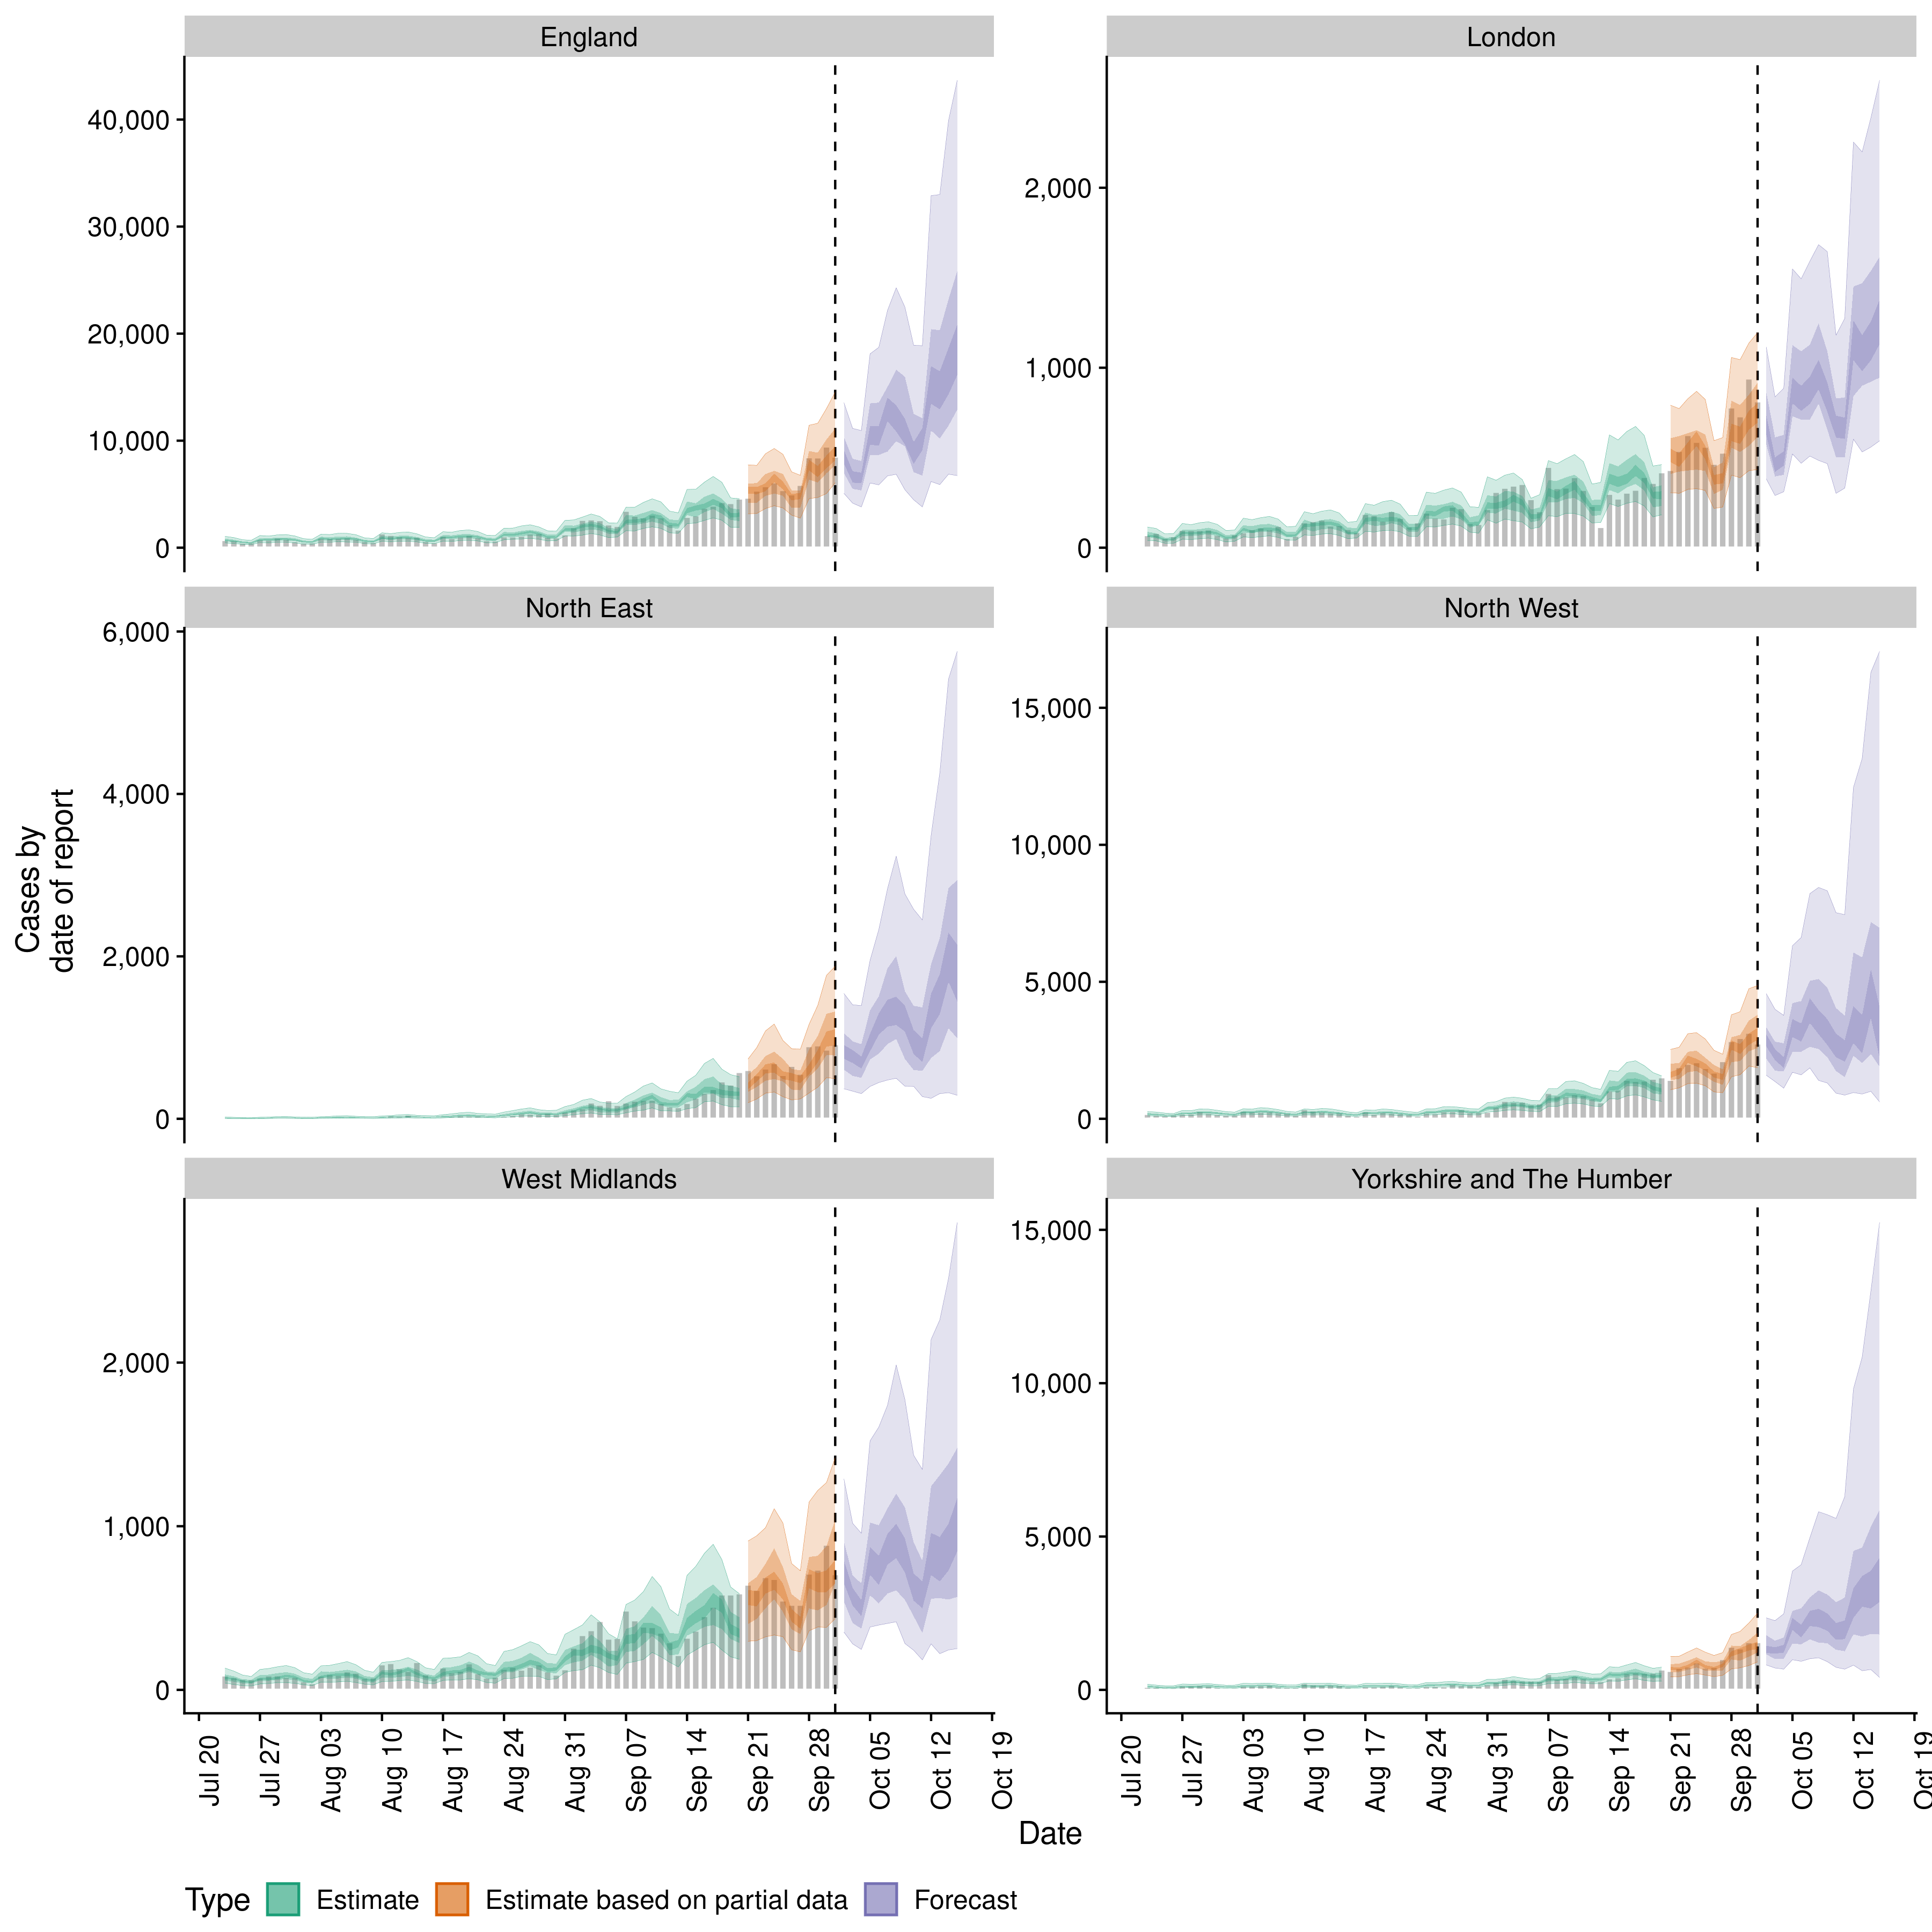 England
London
40,000
30,000
20,000
10,000
0
2,000
1,000
0
North East
North West
6,000
4,000
2,000
0
15,000
10,000
5,000
0
Cases by
date of report
West Midlands
Yorkshire and The Humber
2,000
1,000
0
15,000
10,000
5,000
0
Jul 20
Jul 27
Aug 03
Aug 10
Aug 17
Aug 24
Aug 31
Sep 07
Sep 14
Sep 21
Sep 28
Oct 05
Oct 12
Oct 19
Jul 20
Jul 27
Aug 03
Aug 10
Aug 17
Aug 24
Aug 31
Sep 07
Sep 14
Sep 21
Sep 28
Oct 05
Oct 12
Oct 19
Date
Type Estimate Estimate based on partial data Forecast